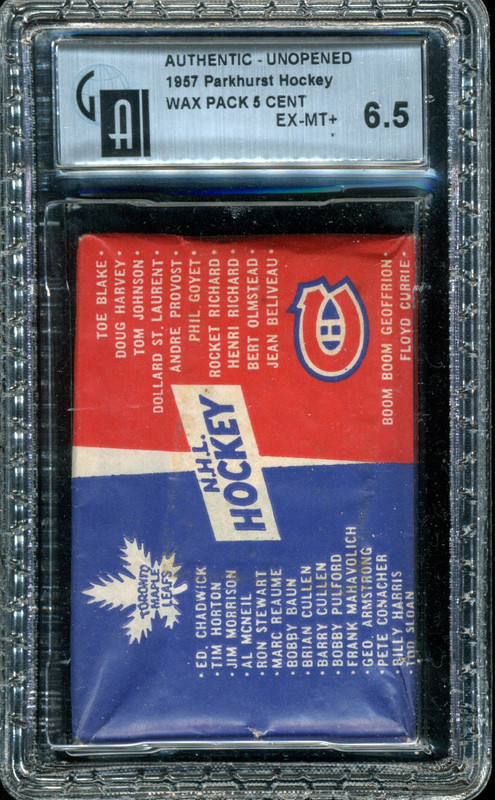 AUTHENTIC - UNOPENED
1957 Parkhurst Hockey
WAX PACK 5 CENT
EX-MT+
6.5
GA
TOE BLAKE •
DOUG HARVEY •
TOM JOHNSON •
DOLLARD ST. LAURENT •
ANDRE PROVOST •
PHIL GOYET •
ROCKET RICHARD •
HENRI RICHARD •
BERT OLMSTEAD •
JEAN BELIVEAU •
CH
BOOM BOOM GEOFFRION •
FLOYD CURRIE •
N.H.L.
HOCKEY
TORONTO
MAPLE
LEAFS
• ED. CHADWICK
• TIM HORTON
• JIM MORRISON
• AL MCNEIL
• RON STEWART
• MARC REAUME
• BOBBY BAUN
• BRIAN CULLEN
• BARRY CULLEN
• BOBBY PULFORD
• FRANK MAHAVOLICH
• GEO ARMSTRONG
• PETE CONACHER
• BILLY HARRIS
• TOD SLOAN